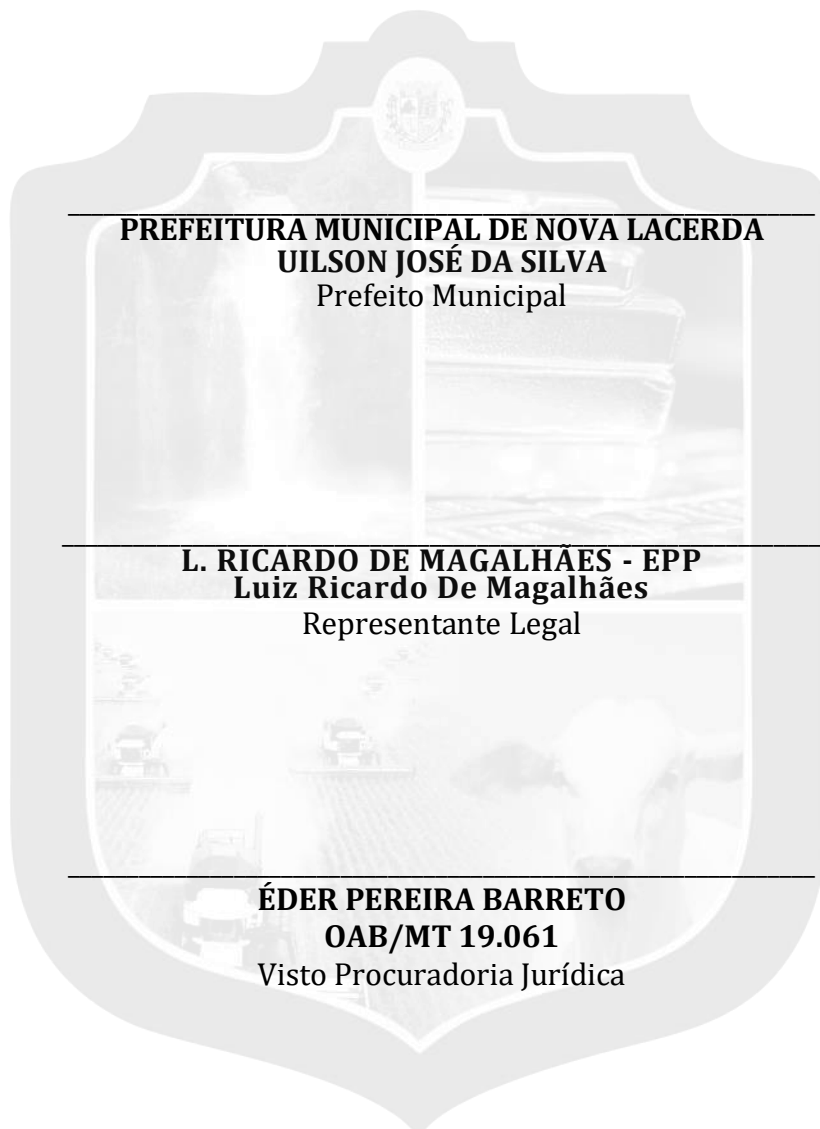 PREFEITURA MUNICIPAL DE NOVA LACERDA
UILSON JOSÉ DA SILVA
Prefeito Municipal
L. RICARDO DE MAGALHÃES - EPP
Luiz Ricardo De Magalhães
Representante Legal
ÉDER PEREIRA BARRETO
OAB/MT 19.061
Visto Procuradoria Jurídica